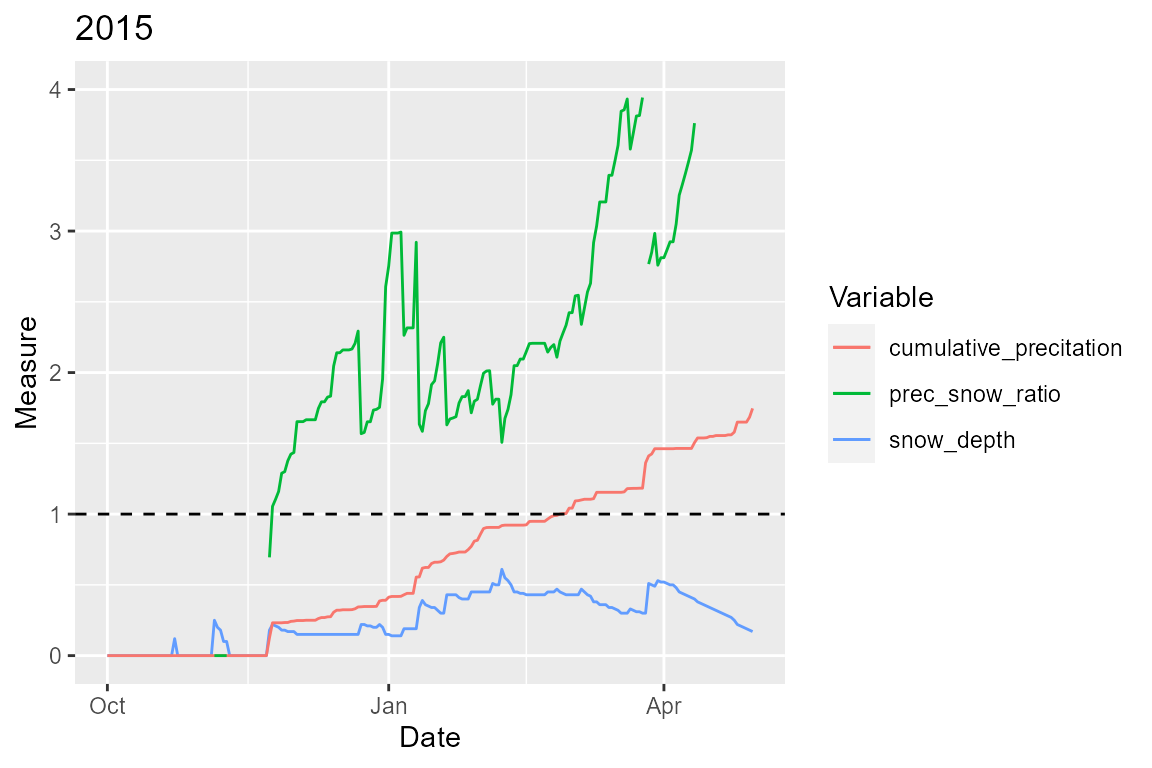 2015
4
3
2
1
0
Measure
Oct
Jan
Apr
Date
Variable
cumulative_precitation
prec_snow_ratio
snow_depth